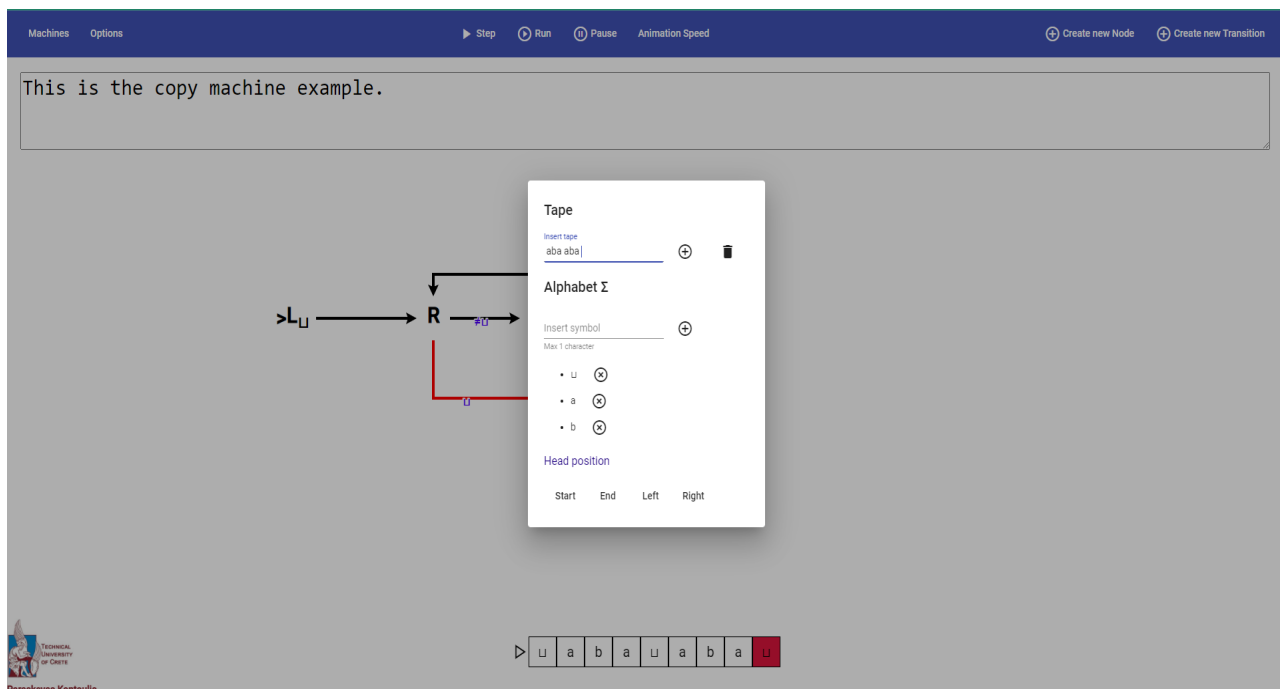 Machines Options Step Run Pause Animation Speed Create new Node Create new Transition
This is the copy machine example.
Tape
Insert tape
aba aba
Alphabet Σ
Insert symbol
Max 1 character
⊔
a
b
Head position
Start End Left Right
>L⊔ R ≠⊔
⊔
⊔ a b a ⊔ a b a ⊔
TECHNICAL
UNIVERSITY
OF CRETE